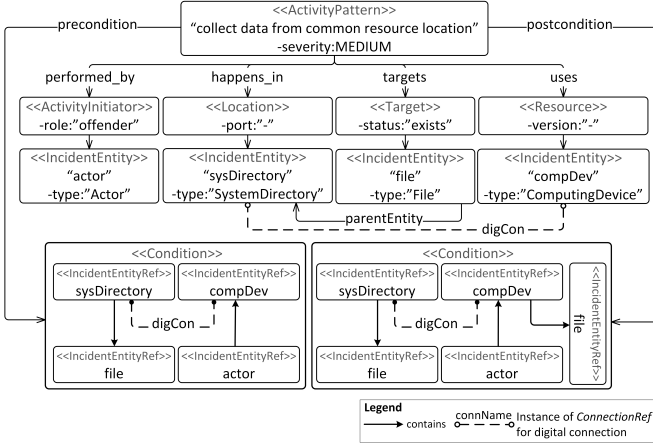 <<ActivityPattern>>
"collect data from common resource location"
-severity:MEDIUM
precondition
postcondition
performed_by
happens_in
targets
uses
<<ActivityInitiator>>
-role:"offender"
<<Location>>
-port:"-"
<<Target>>
-status:"exists"
<<Resource>>
-version:"-"
<<IncidentEntity>>
"actor"
-type:"Actor"
<<IncidentEntity>>
"sysDirectory"
-type:"SystemDirectory"
<<IncidentEntity>>
"file"
-type:"File"
<<IncidentEntity>>
"compDev"
-type:"ComputingDevice"
parentEntity
digCon
<<Condition>>
<<IncidentEntityRef>>
sysDirectory
<<IncidentEntityRef>>
compDev
digCon
<<IncidentEntityRef>>
file
<<IncidentEntityRef>>
actor
<<Condition>>
<<IncidentEntityRef>>
sysDirectory
<<IncidentEntityRef>>
compDev
<<IncidentEntityRef>>
file
digCon
<<IncidentEntityRef>>
file
<<IncidentEntityRef>>
actor
Legend
contains
connName
Instance of ConnectionRef
for digital connection